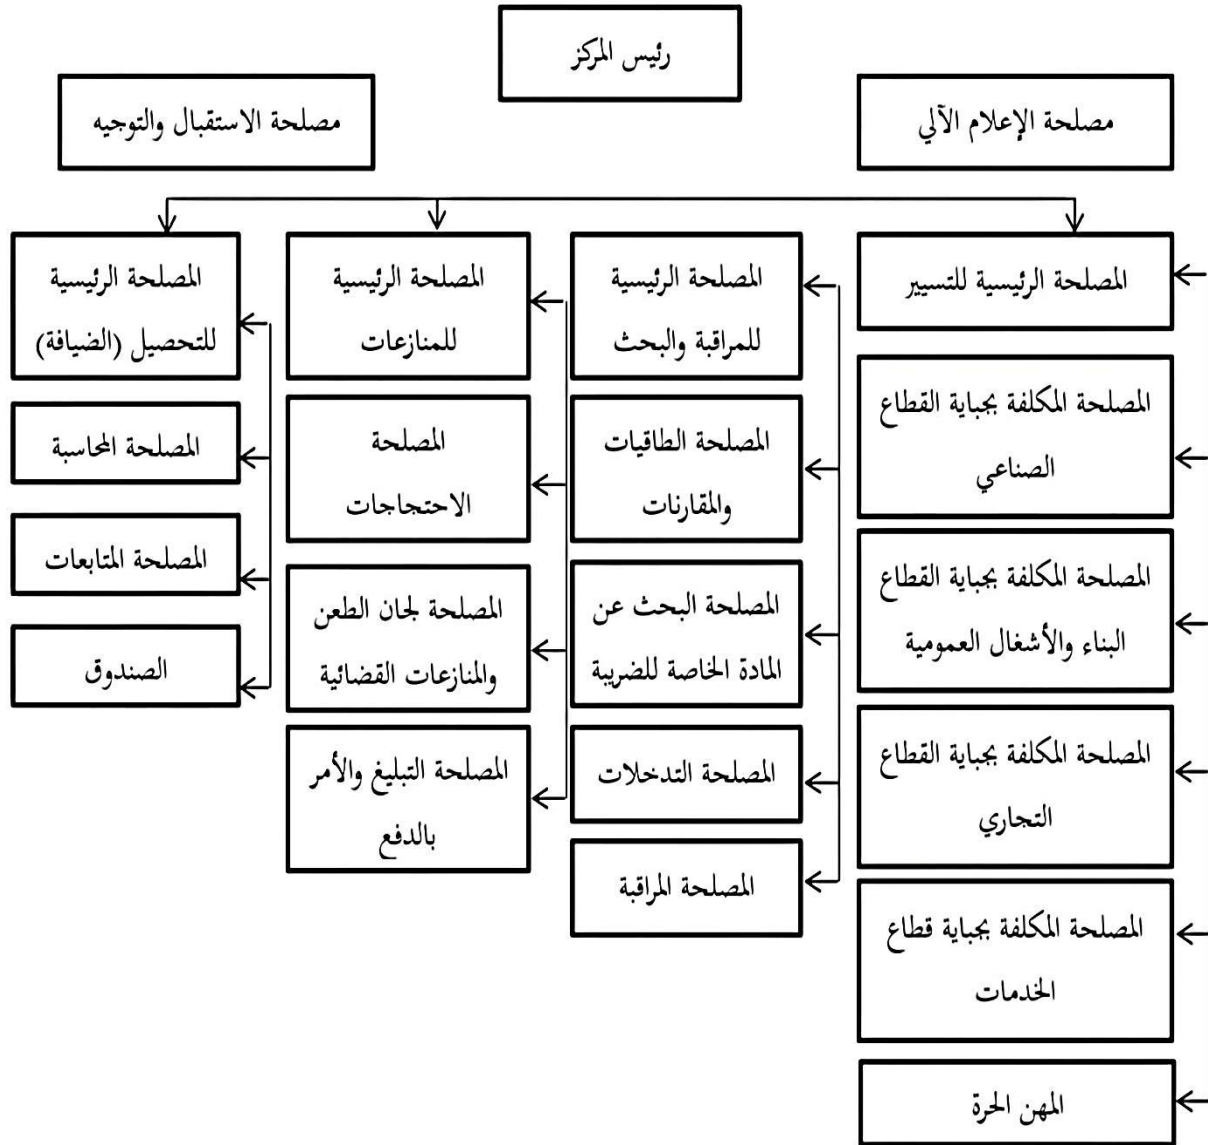 رئيس المركز
مصلحة الإعلام الآلي
مصلحة الاستقبال والتوجيه
المصلحة الرئيسية للتسيير
المصلحة المكلفة بجباية القطاع
الصناعي
المصلحة المكلفة بجباية القطاع
البناء والأشغال العمومية
المصلحة المكلفة بجباية القطاع
التجاري
المصلحة المكلفة بجباية قطاع
الخدمات
المهن الحرة
المصلحة الرئيسية
للمراقبة والبحث
المصلحة الطاقيات
والمقارنات
المصلحة البحث عن
المادة الخاصة للضريبة
المصلحة التدخلات
المصلحة المراقبة
المصلحة الرئيسية
للمنازعات
المصلحة
الاحتجاجات
المصلحة لجان الطعن
والمنازعات القضائية
المصلحة التبليغ والأمر
بالدفع
المصلحة الرئيسية
للتحصيل (الضيافة)
المصلحة المحاسبة
المصلحة المتابعات
الصندوق